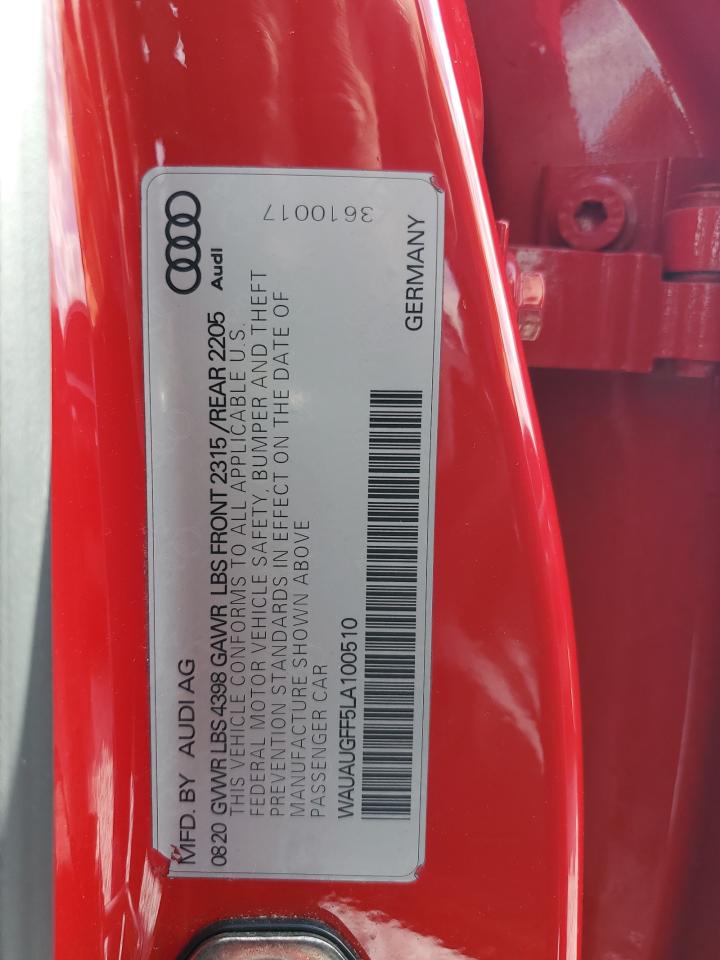 MFD. BY AUDI AG
Audi
0820 GVWR LBS 4398 GAWR LBS FRONT 2315 /REAR 2205
THIS VEHICLE CONFORMS TO ALL APPLICABLE U.S.
FEDERAL MOTOR VEHICLE SAFETY, BUMPER AND THEFT
PREVENTION STANDARDS IN EFFECT ON THE DATE OF
MANUFACTURE SHOWN ABOVE
PASSENGER CAR
3610017
WAUAUGFF5LA100510
GERMANY